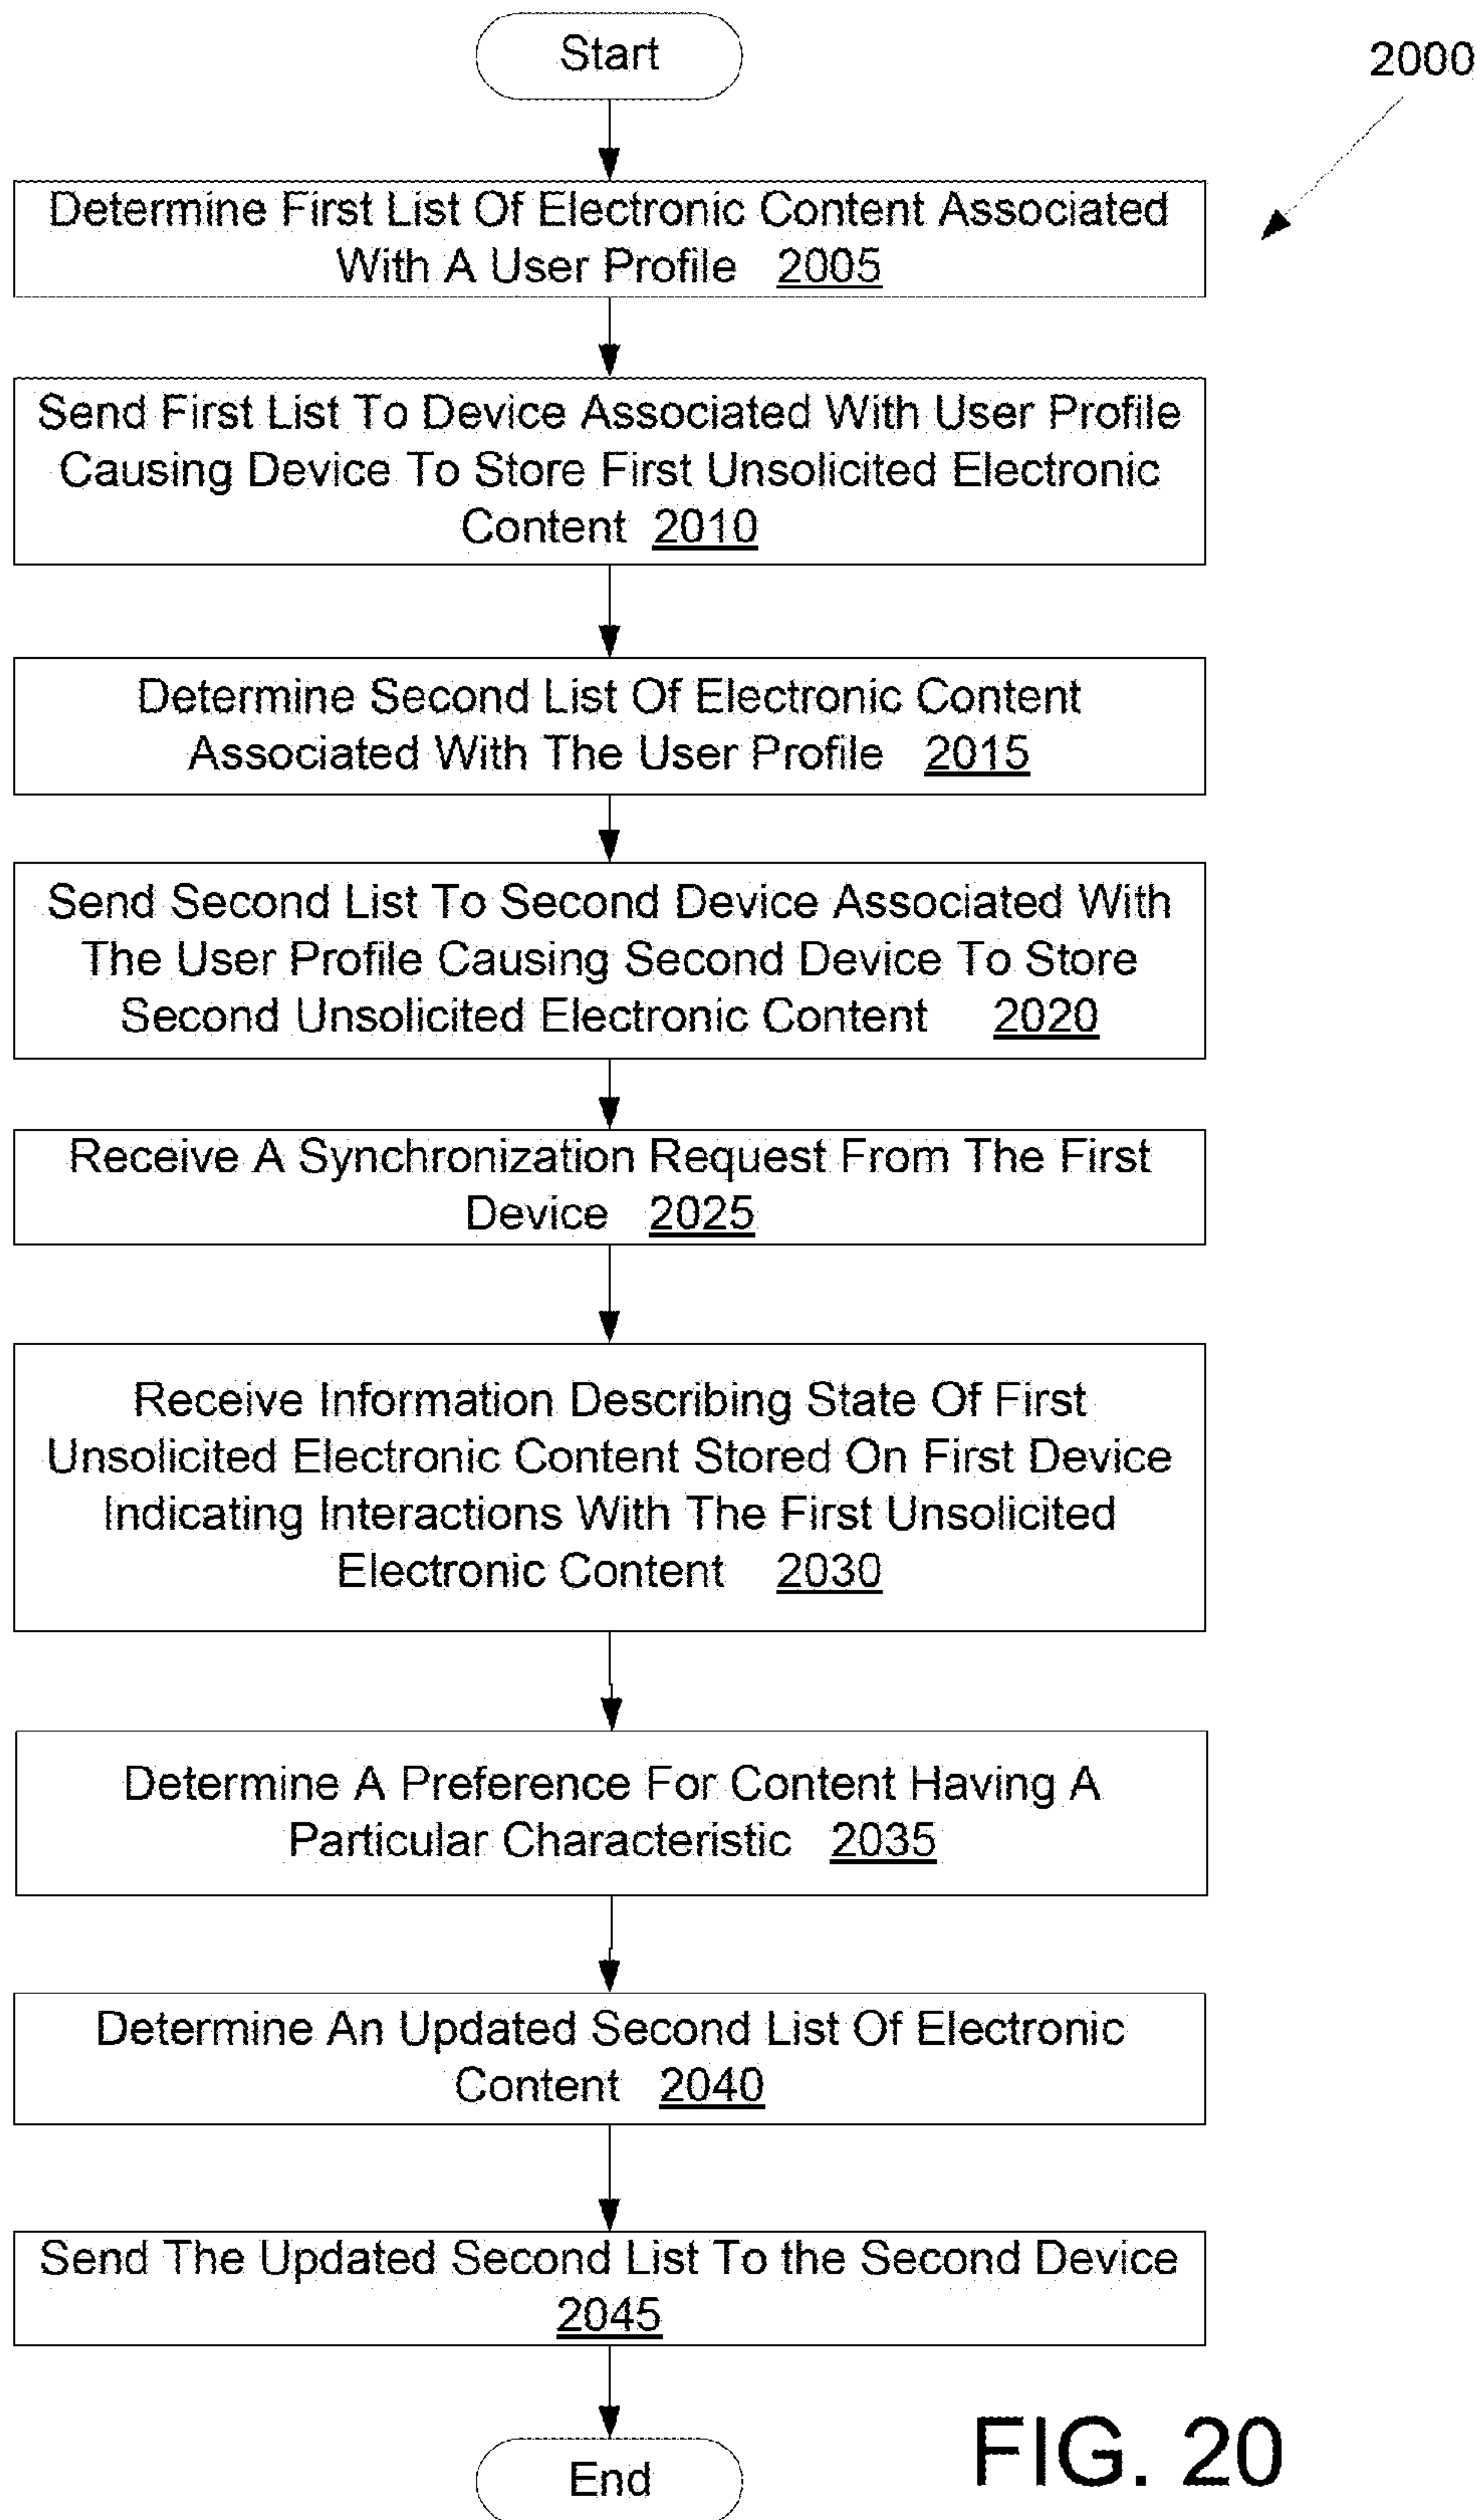 Start
2000
Determine First List Of Electronic Content Associated
With A User Profile 2005
Send First List To Device Associated With User Profile
Causing Device To Store First Unsolicited Electronic
Content 2010
Determine Second List Of Electronic Content
Associated With The User Profile 2015
Send Second List To Second Device Associated With
The User Profile Causing Second Device To Store
Second Unsolicited Electronic Content 2020
Receive A Synchronization Request From The First
Device 2025
Receive Information Describing State Of First
Unsolicited Electronic Content Stored On First Device
Indicating Interactions With The First Unsolicited
Electronic Content 2030
Determine A Preference For Content Having A
Particular Characteristic 2035
Determine An Updated Second List Of Electronic
Content 2040
Send The Updated Second List To the Second Device
2045
End
FIG. 20